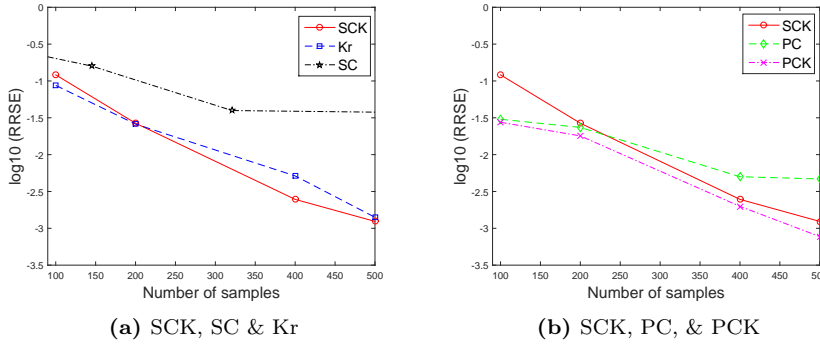 0
-0.5
-1
-1.5
-2
-2.5
-3
-3.5
log10 (RRSE)
100 150 200 250 300 350 400 450 500
Number of samples
SCK
Kr
SC
(a) SCK, SC & Kr
0
-0.5
-1
-1.5
-2
-2.5
-3
-3.5
log10 (RRSE)
100 150 200 250 300 350 400 450 500
Number of samples
SCK
PC
PCK
(b) SCK, PC, & PCK